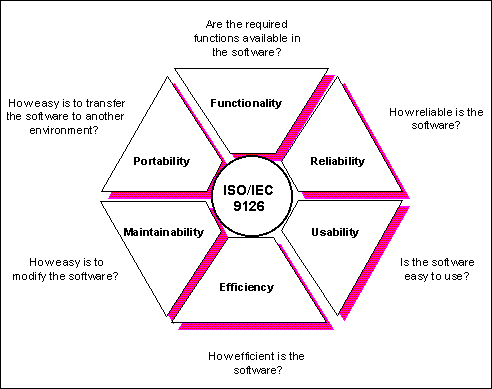 Are the required
functions available in
the software?
Functionality
How easy is to transfer
the software to another
environment?
Portability
How reliable is the
software?
Reliability
ISO/IEC
9126
Maintainability
How easy is to
modify the software?
Usability
Is the software
easy to use?
Efficiency
How efficient is the
software?